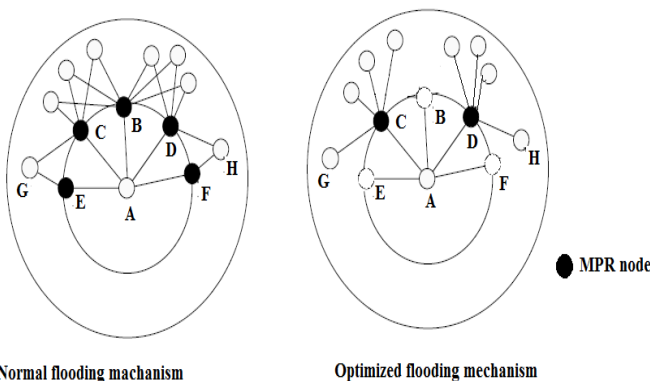 B
C
D
H
G
E
A
F
Normal flooding machanism
B
C
D
H
G
E
A
F
MPR node
Optimized flooding mechanism